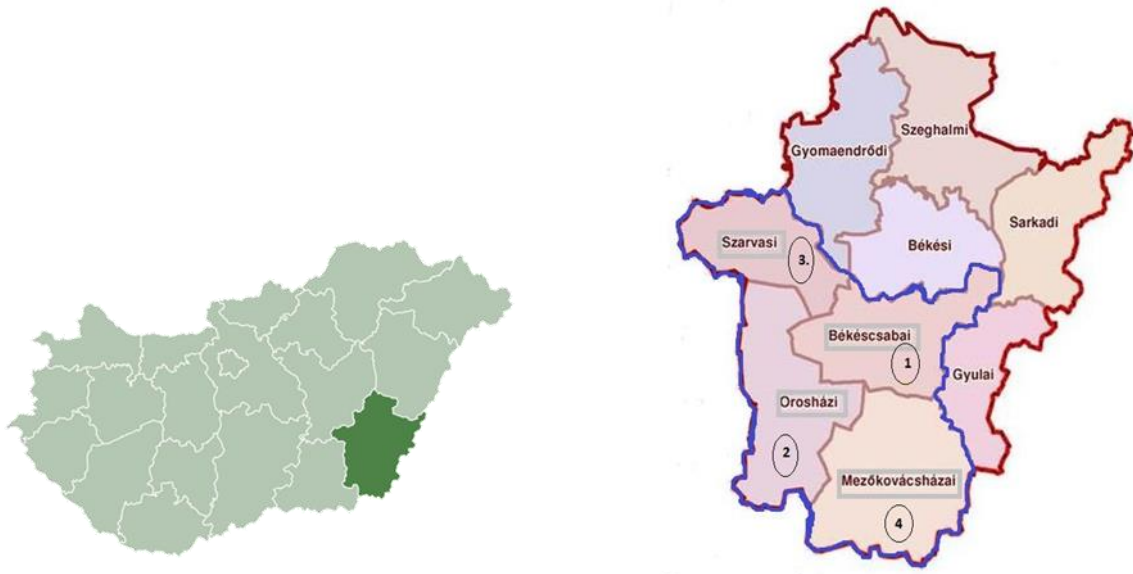 Szeghalmi
Gyomaendrődi
Sarkadi
Szarvasi
Békési
3.
Békéscsabai
1
Gyulai
Orosházi
2
Mezőkovácsházai
4